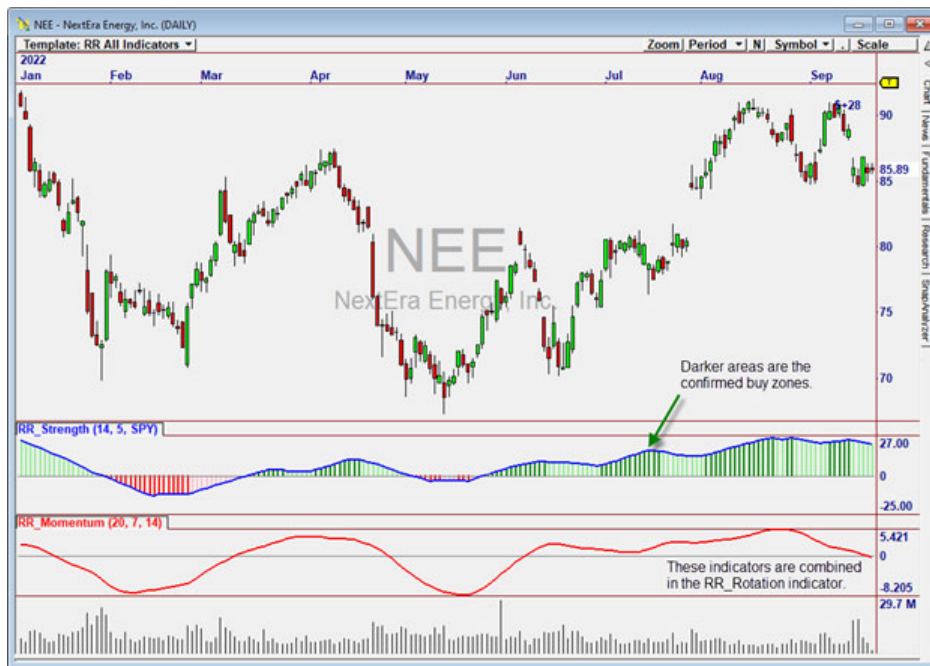 NEE - NextEra Energy, Inc. (DAILY)
Template: RR All Indicators Zoom Period N Symbol . Scale
2022
Jan Feb Mar Apr May Jun Jul Aug Sep
S+28
90
85.89
85
80
75
70
NEE
NextEra Energy, Inc.
Chart | News | Fundamentals | Research | SnapAnalyzer |
Darker areas are the
confirmed buy zones.
RR_Strength (14, 5, SPY)
27.00
0
-25.00
RR_Momentum (20, 7, 14)
5.421
0
These indicators are combined
in the RR_Rotation indicator.
-8.205
29.7 M